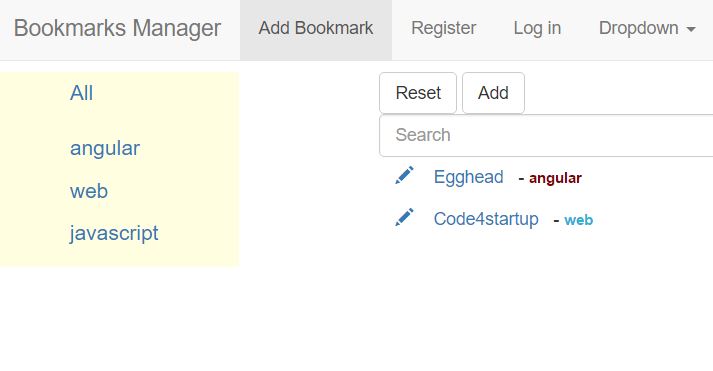 Bookmarks Manager Add Bookmark Register Log in Dropdown
All
angular
web
javascript
Reset Add
Search
Egghead - angular
Code4startup - web